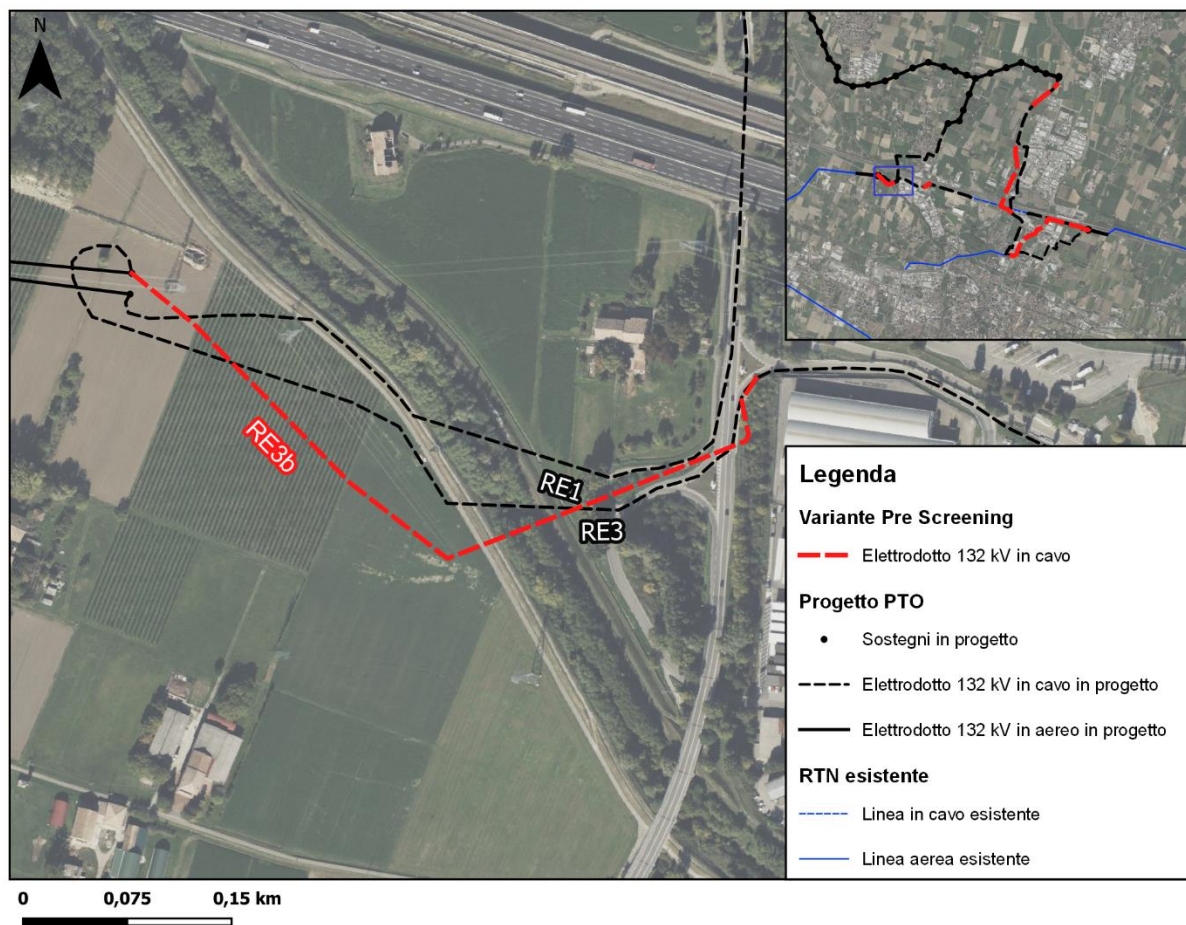 N
RE3b
RE1
RE3
Legenda
Variante Pre Screening
Elettrodotto 132 kV in cavo
Progetto PTO
Sostegni in progetto
Elettrodotto 132 kV in cavo in progetto
Elettrodotto 132 kV in aereo in progetto
RTN esistente
Linea in cavo esistente
Linea aerea esistente
0 0,075 0,15 km